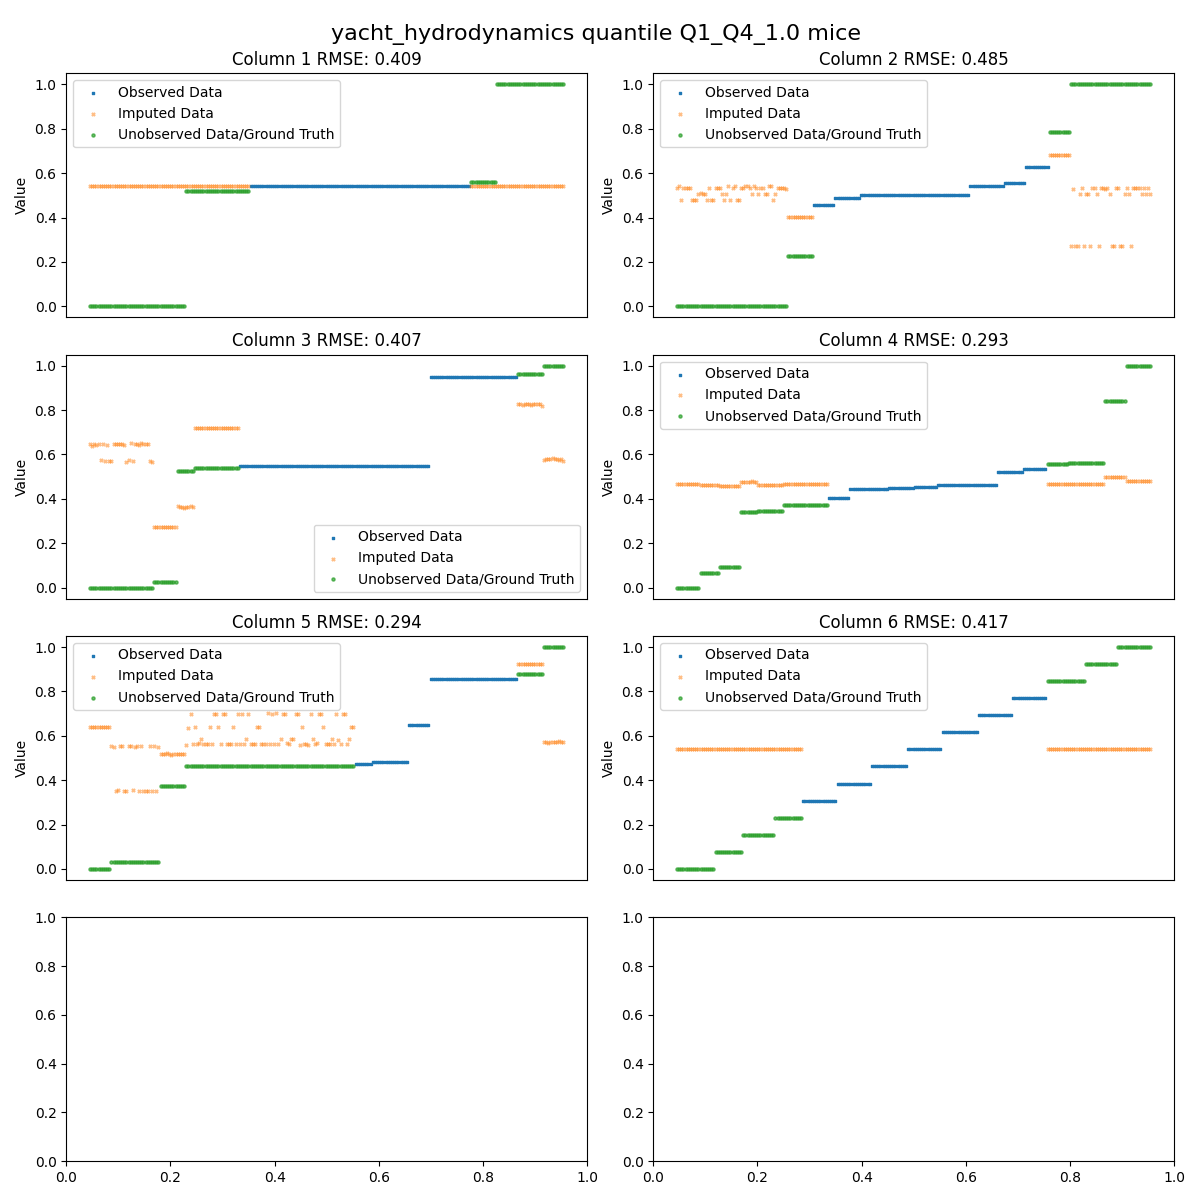 yacht_hydrodynamics quantile Q1_Q4_1.0 mice
Column 1 RMSE: 0.409
1.0
0.8
0.6
0.4
0.2
0.0
Value
Observed Data
Imputed Data
Unobserved Data/Ground Truth
Column 2 RMSE: 0.485
1.0
0.8
0.6
0.4
0.2
0.0
Value
Observed Data
Imputed Data
Unobserved Data/Ground Truth
Column 3 RMSE: 0.407
1.0
0.8
0.6
0.4
0.2
0.0
Value
Observed Data
Imputed Data
Unobserved Data/Ground Truth
Column 4 RMSE: 0.293
1.0
0.8
0.6
0.4
0.2
0.0
Value
Observed Data
Imputed Data
Unobserved Data/Ground Truth
Column 5 RMSE: 0.294
1.0
0.8
0.6
0.4
0.2
0.0
Value
Observed Data
Imputed Data
Unobserved Data/Ground Truth
Column 6 RMSE: 0.417
1.0
0.8
0.6
0.4
0.2
0.0
Value
Observed Data
Imputed Data
Unobserved Data/Ground Truth
1.0
0.8
0.6
0.4
0.2
0.0
0.0 0.2 0.4 0.6 0.8 1.0
1.0
0.8
0.6
0.4
0.2
0.0
0.0 0.2 0.4 0.6 0.8 1.0